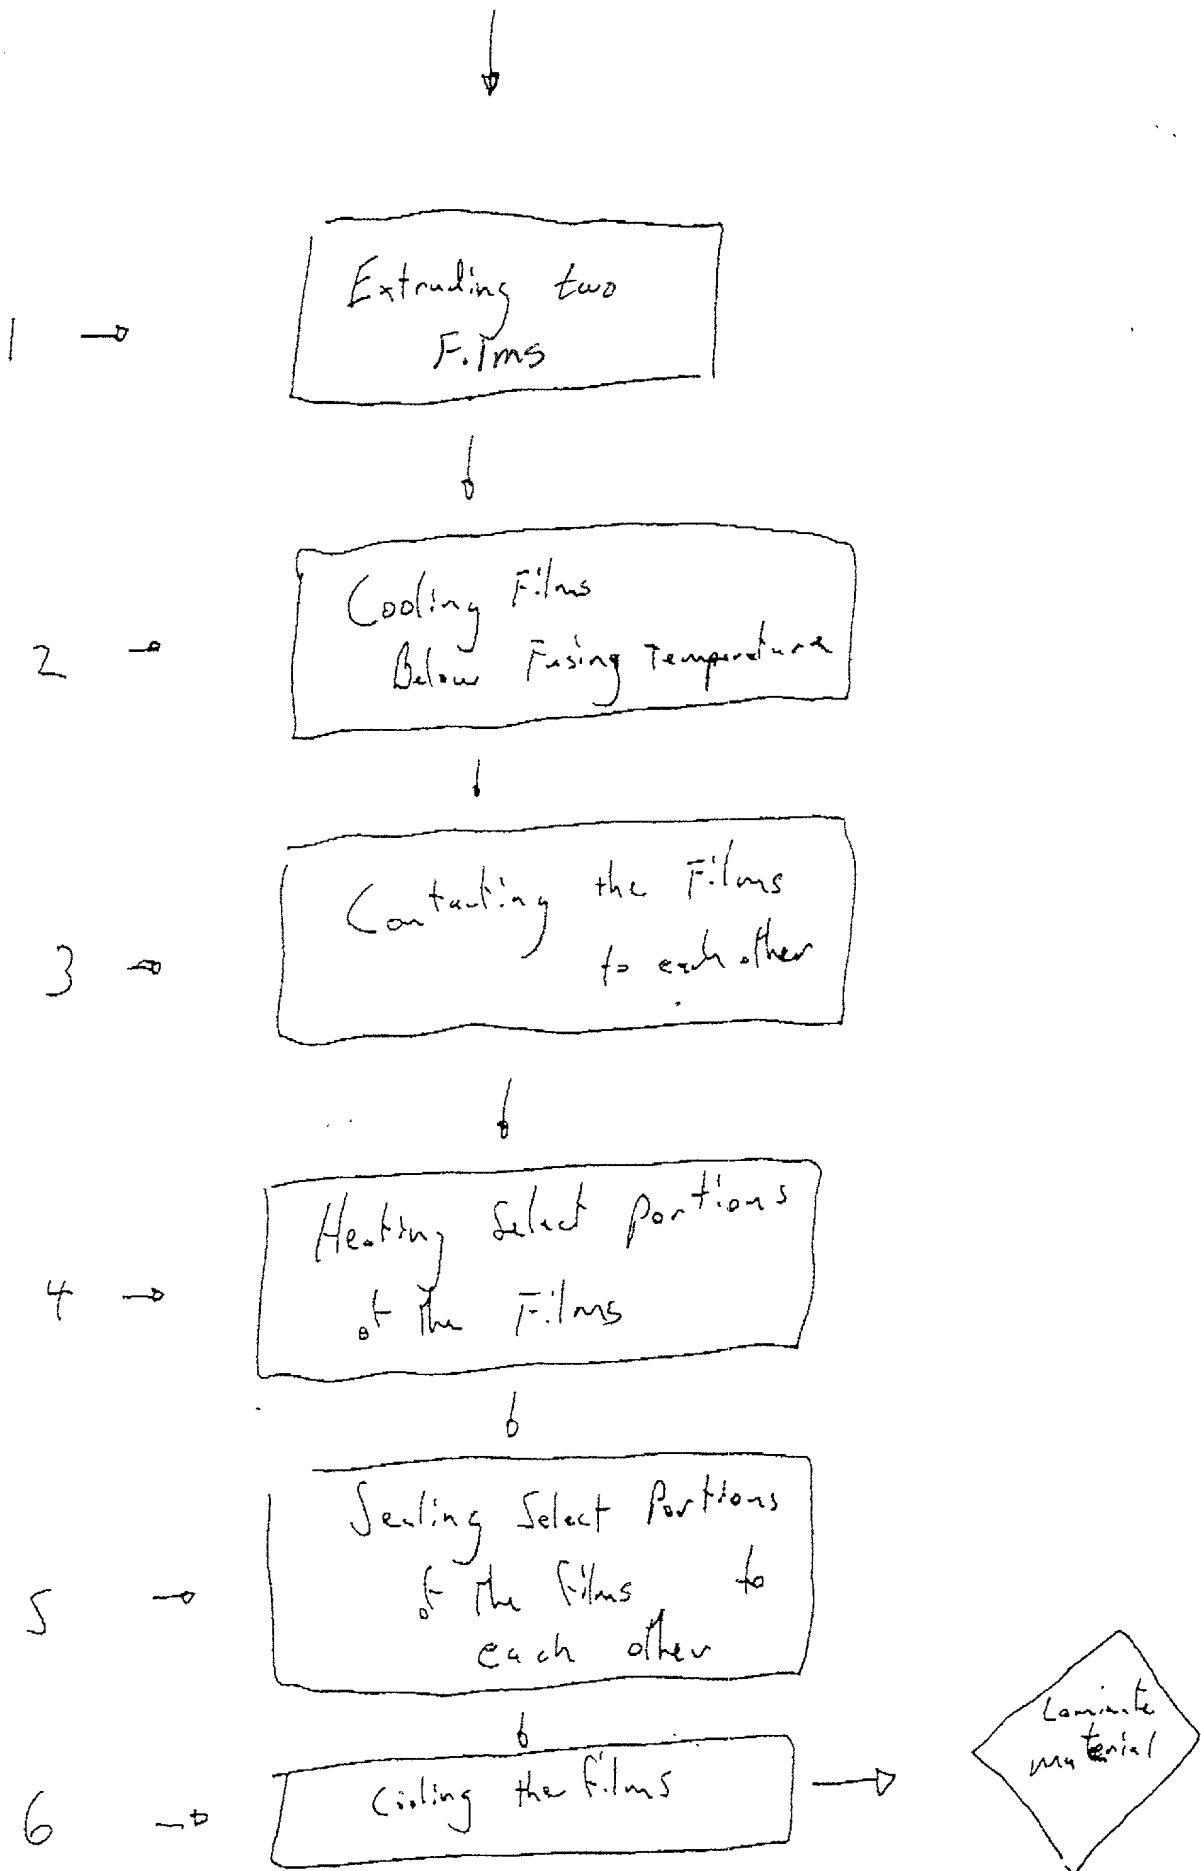 1
Extruding two
Films
2
Cooling Films
Below Fusing Temperature
3
Contacting the Films
to each other
4
Heating Select portions
of the Films
5
Sealing Select Portions
of the films to
each other
6
Cooling the films
Laminate
material